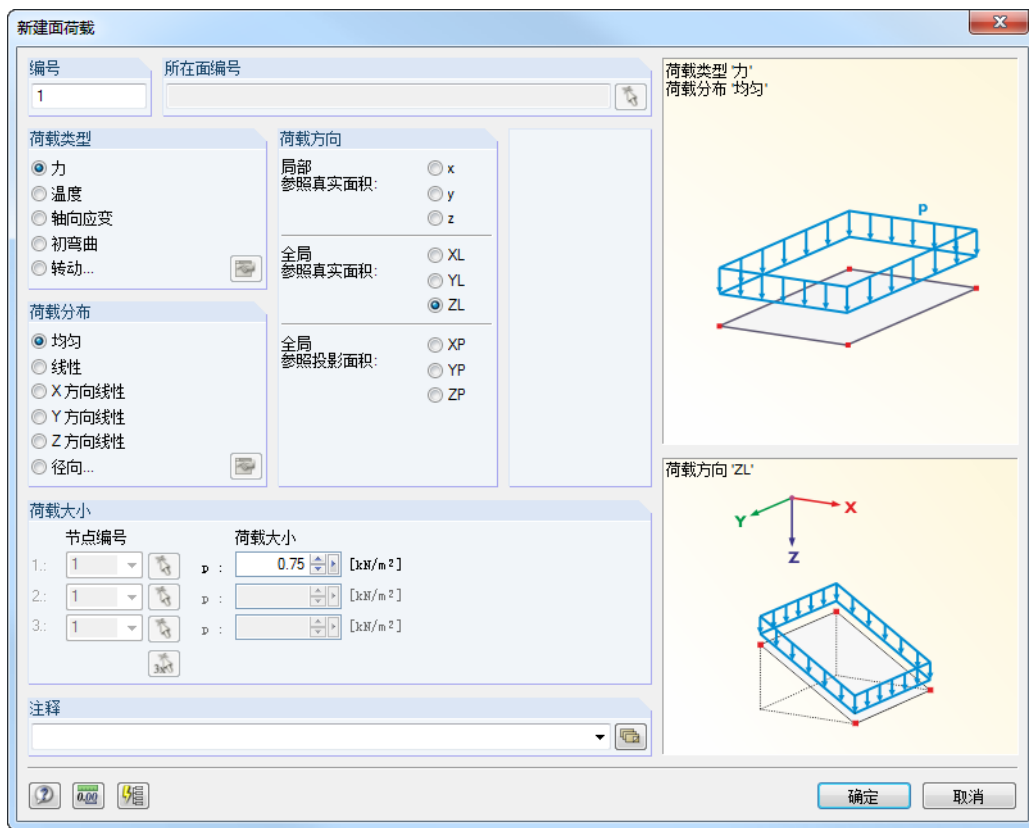 新建面荷载
编号
1
所在面编号
荷载类型
力
温度
轴向应变
初弯曲
转动...
荷载方向
局部
参照真实面积:
x
y
z
全局
参照真实面积:
XL
YL
ZL
全局
参照投影面积:
XP
YP
ZP
荷载分布
均匀
线性
X 方向线性
Y 方向线性
Z 方向线性
径向...
荷载大小
节点编号 荷载大小
1.: 1 p : 0.75 [kN/m²]
2.: 1 p : [kN/m²]
3.: 1 p : [kN/m²]
3x
注释
荷载类型 '力'
荷载分布 '均匀'
p
荷载方向 'ZL'
X
Y
Z
0.00
确定
取消